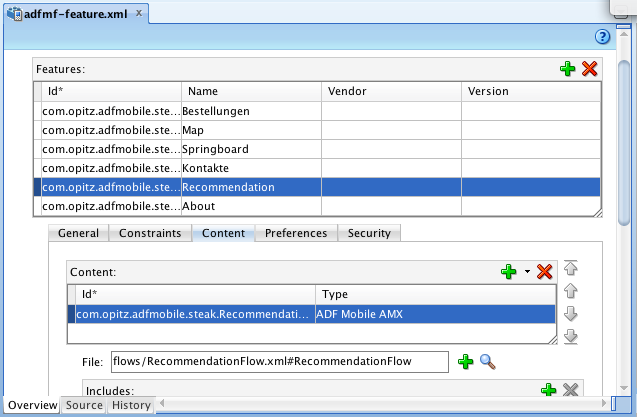 adfmf-feature.xml x
?
Features:
Id* Name Vendor Version
com.opitz.adfmobile.ste... Bestellungen
com.opitz.adfmobile.ste... Map
com.opitz.adfmobile.ste... Springboard
com.opitz.adfmobile.ste... Kontakte
com.opitz.adfmobile.ste... Recommendation
com.opitz.adfmobile.ste... About
General Constraints Content Preferences Security
Content:
Id* Type
com.opitz.adfmobile.steak.Recommendati... ADF Mobile AMX
File: flows/RecommendationFlow.xml#RecommendationFlow
Includes:
Overview Source History